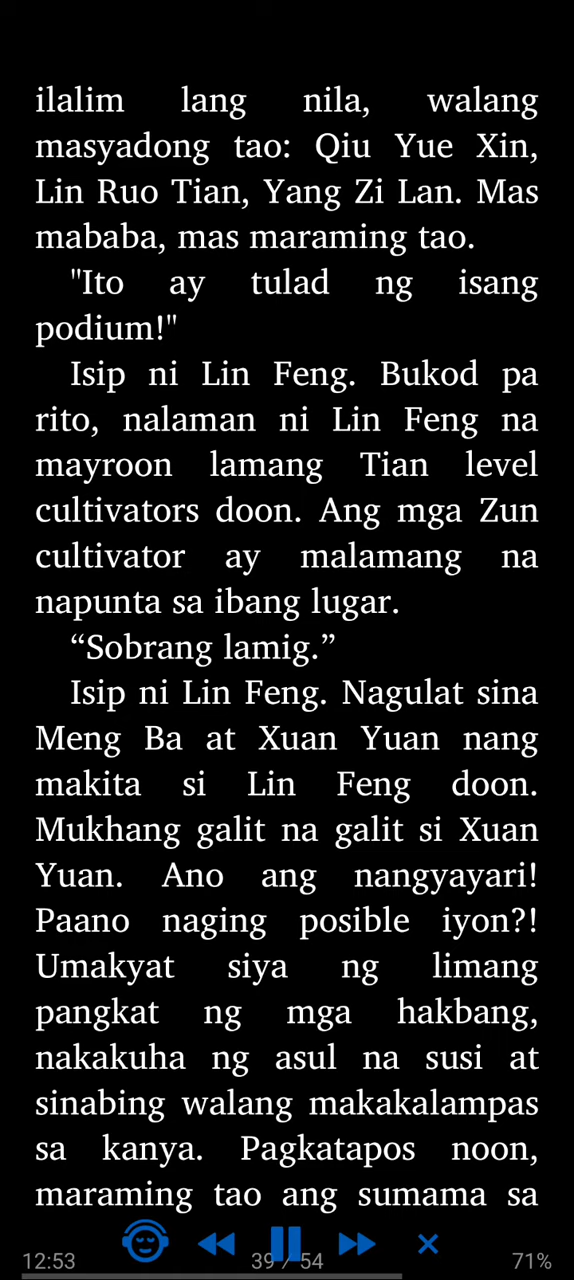 ilalim lang nila, walang
masyadong tao: Qiu Yue Xin,
Lin Ruo Tian, Yang Zi Lan. Mas
mababa, mas maraming tao.
"Ito ay tulad ng isang
podium!"
Isip ni Lin Feng. Bukod pa
rito, nalaman ni Lin Feng na
mayroon lamang Tian level
cultivators doon. Ang mga Zun
cultivator ay malamang na
napunta sa ibang lugar.
“Sobrang lamig.”
Isip ni Lin Feng. Nagulat sina
Meng Ba at Xuan Yuan nang
makita si Lin Feng doon.
Mukhang galit na galit si Xuan
Yuan. Ano ang nangyayari!
Paano naging posible iyon?!
Umakyat siya ng limang
pangkat ng mga hakbang,
nakakuha ng asul na susi at
sinabing walang makakalampas
sa kanya. Pagkatapos noon,
maraming tao ang sumama sa
12:53 39 / 54 71%